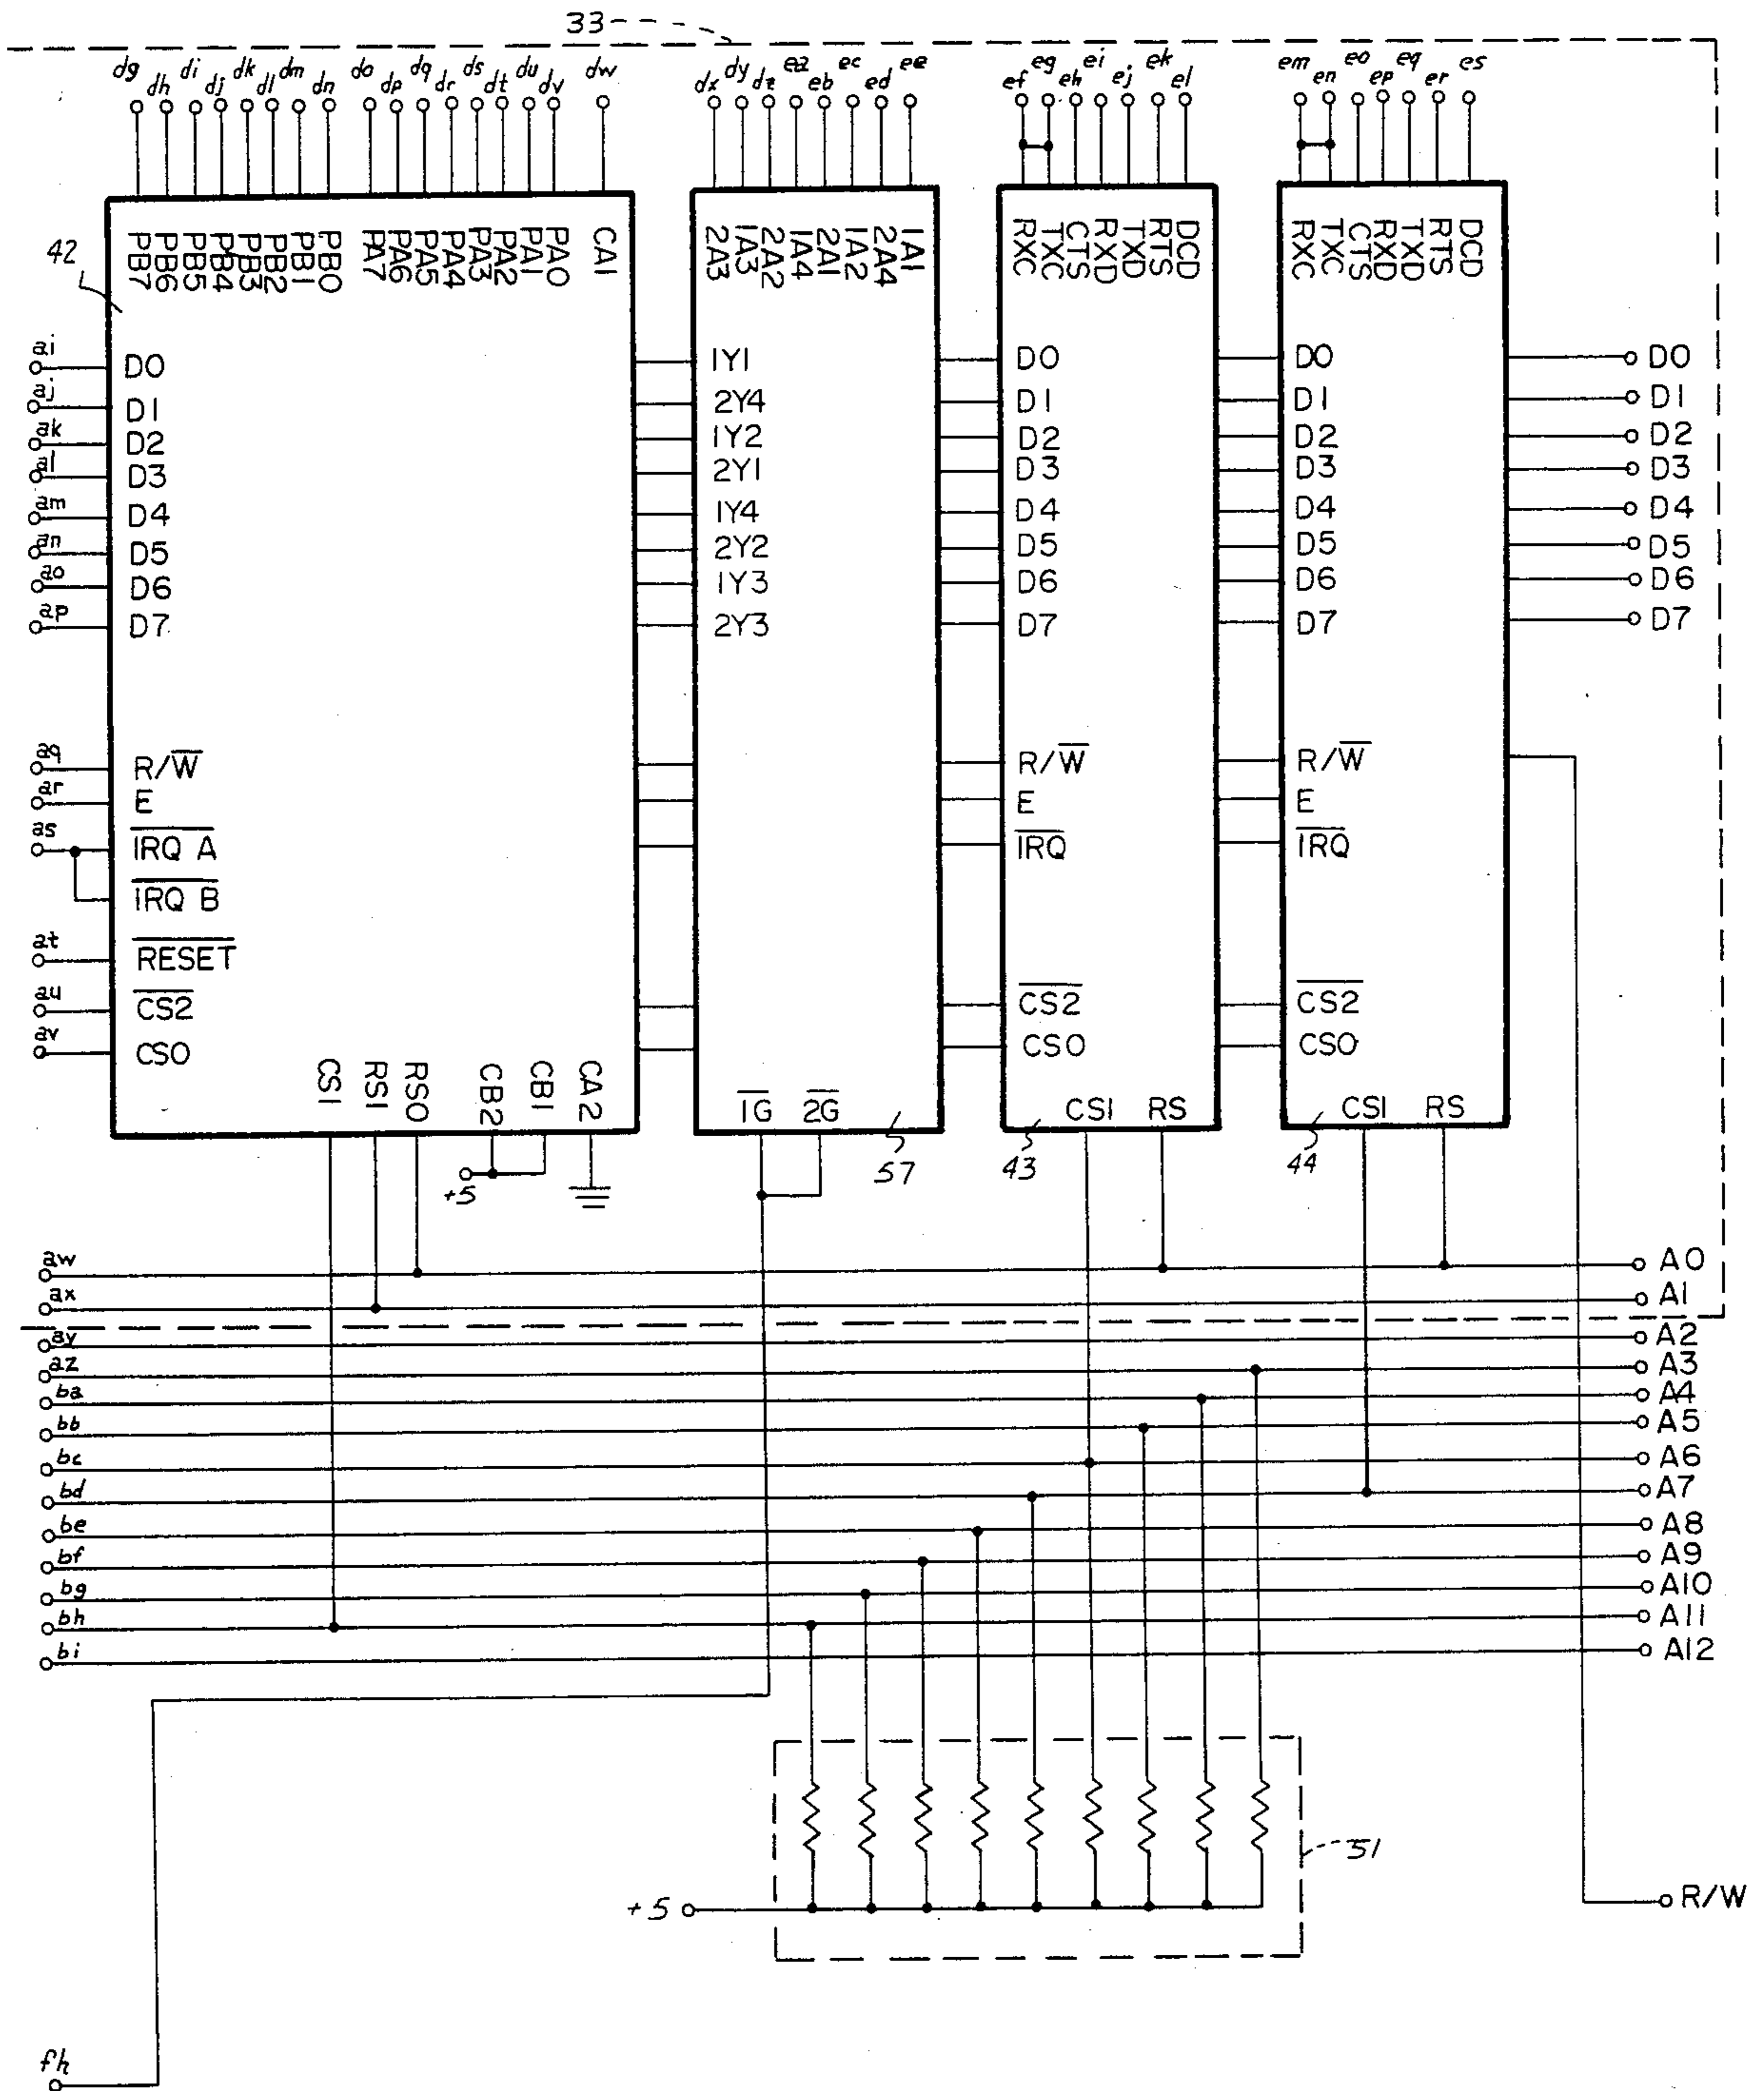 33
dg dh di dj dk dl dm dn do dp dq dr ds dt du dv dw dx dy dz ea eb ec ed ee ef eg eh ei ej ek el em en eo ep eq er es
42
PB7 PB6 PB5 PB4 PB3 PB2 PB1 PB0 PA7 PA6 PA5 PA4 PA3 PA2 PA1 PA0 CA1
2A3 1A3 2A2 1A4 2A1 1A2 2A4 1A1
RXC TXC CTS RXD TXD RTS DCD
RXC TXC CTS RXD TXD RTS DCD
ai D0 1Y1 D0 D0 D0
aj D1 2Y4 D1 D1 D1
ak D2 1Y2 D2 D2 D2
al D3 2Y1 D3 D3 D3
am D4 1Y4 D4 D4 D4
an D5 2Y2 D5 D5 D5
ao D6 1Y3 D6 D6 D6
ap D7 2Y3 D7 D7 D7
aq R/W R/W R/W
ar E E E
as IRQ A IRQ IRQ
IRQ B
at RESET
au CS2 CS2 CS2
av CS0 CS0 CS0
CS1 RS1 RS0 CB2 CB1 CA2
1G 2G CS1 RS CS1 RS
+5 57 43 44
aw A0
ax A1
ay A2
az A3
ba A4
bb A5
bc A6
bd A7
be A8
bf A9
bg A10
bh A11
bi A12
51
+5 R/W
fh